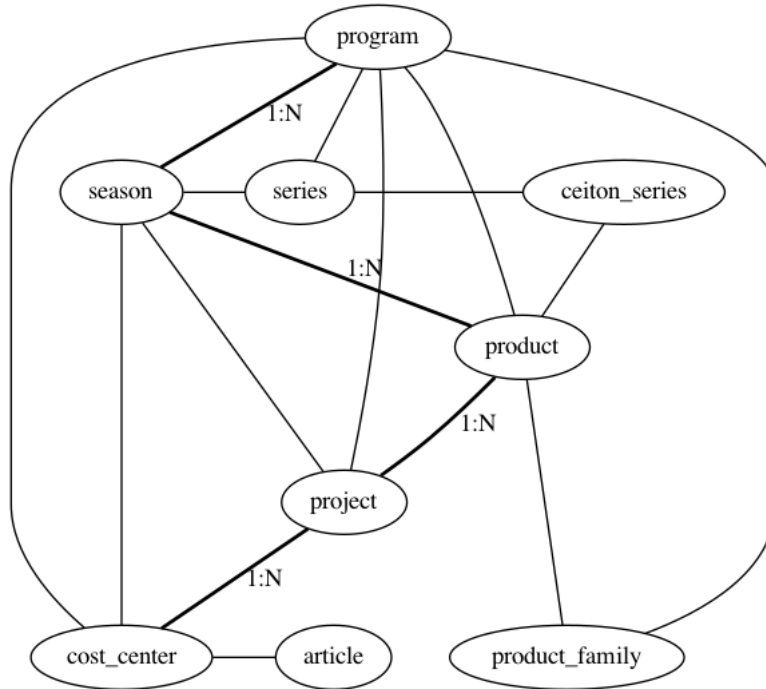 program
1:N
season
series
ceiton_series
1:N
product
1:N
project
1:N
cost_center
article
product_family